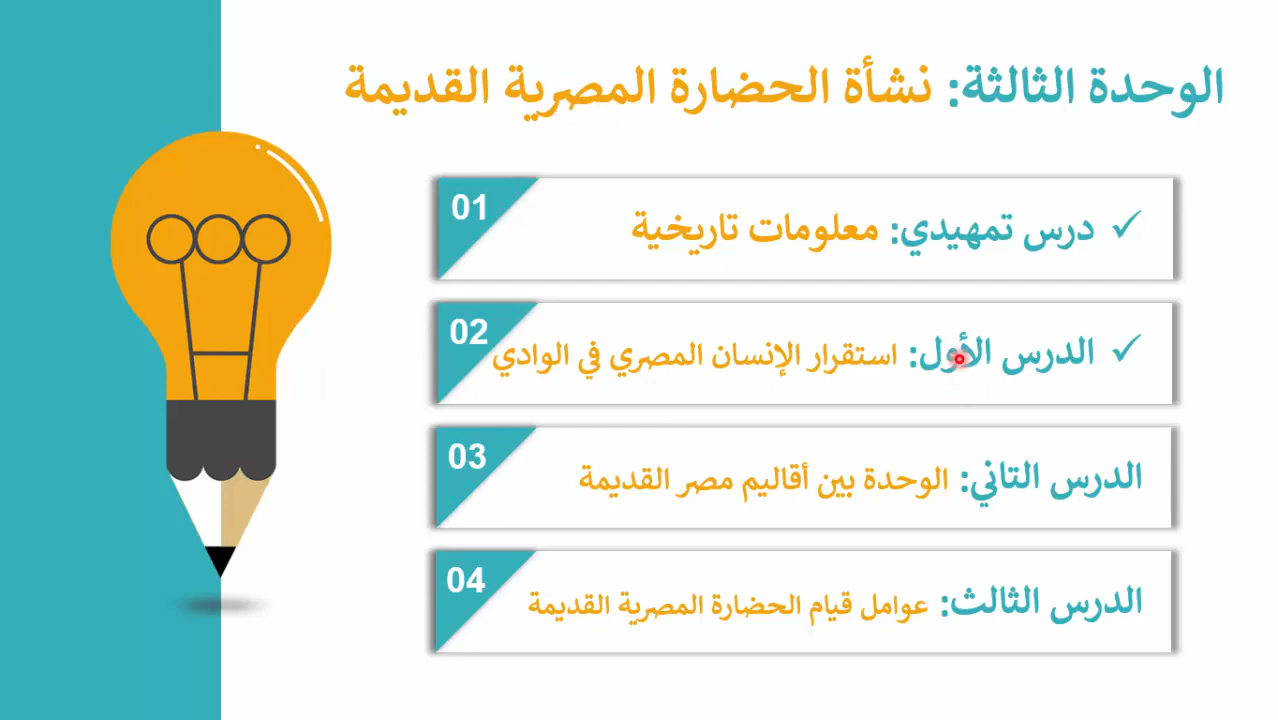 الوحدة الثالثة: نشأة الحضارة المصرية القديمة
01
✓ درس تمهيدي: معلومات تاريخية
02
✓ الدرس الأول: استقرار الإنسان المصري في الوادي
03
الدرس التاني: الوحدة بين أقاليم مصر القديمة
04
الدرس الثالث: عوامل قيام الحضارة المصرية القديمة